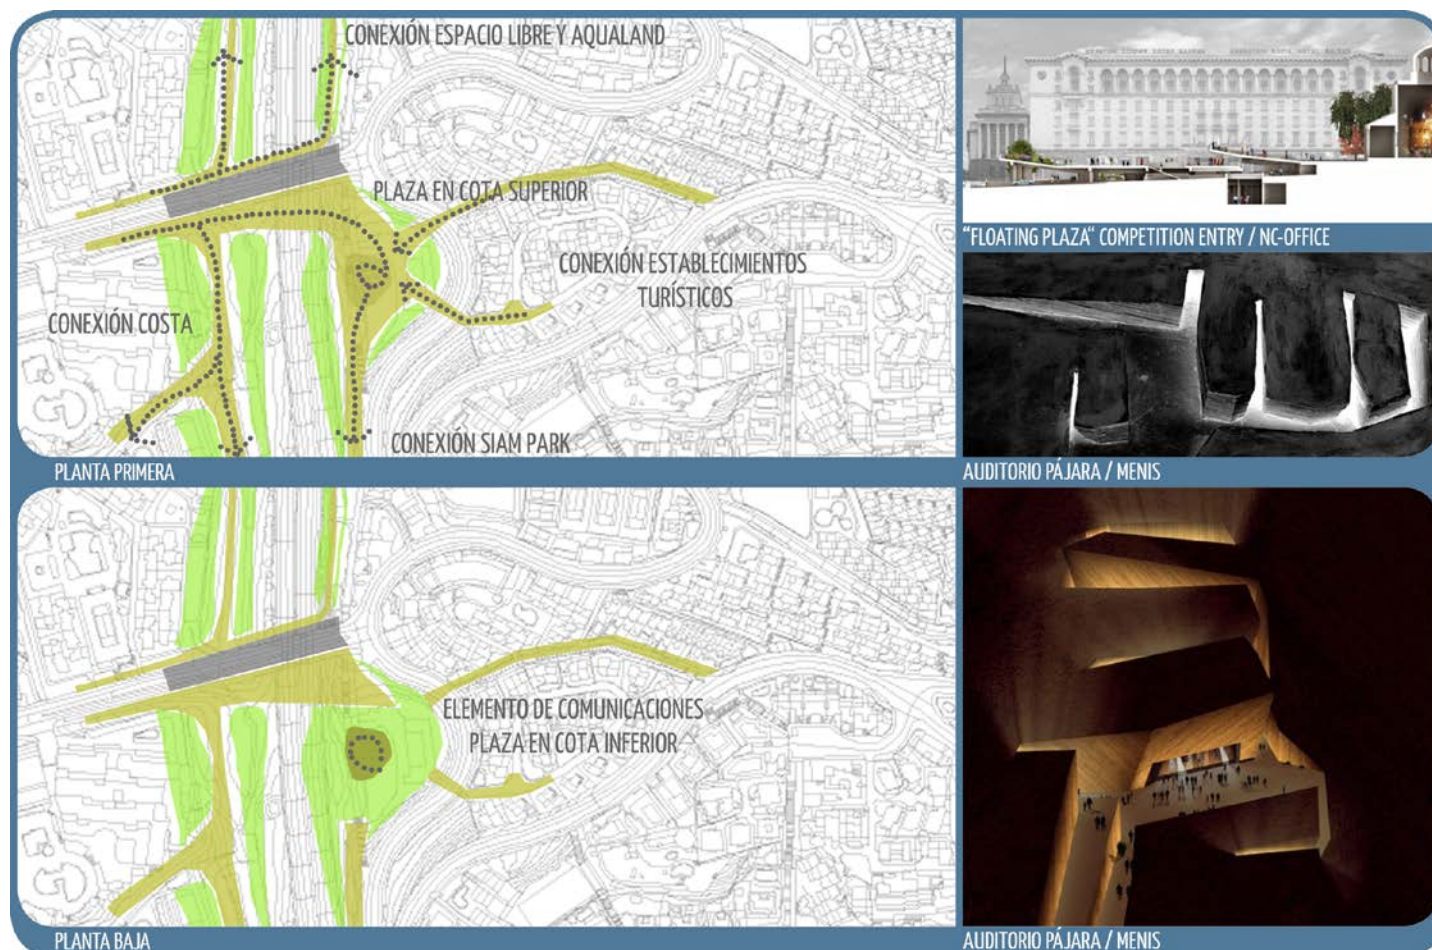 CONEXIÓN ESPACIO LIBRE Y AQUALAND
PLAZA EN COTA SUPERIOR
CONEXIÓN ESTABLECIMIENTOS
TURÍSTICOS
CONEXIÓN COSTA
CONEXIÓN SIAM PARK
PLANTA PRIMERA
"FLOATING PLAZA" COMPETITION ENTRY / NC-OFFICE
AUDITORIO PÁJARA / MENIS
ELEMENTO DE COMUNICACIONES
PLAZA EN COTA INFERIOR
PLANTA BAJA
AUDITORIO PÁJARA / MENIS